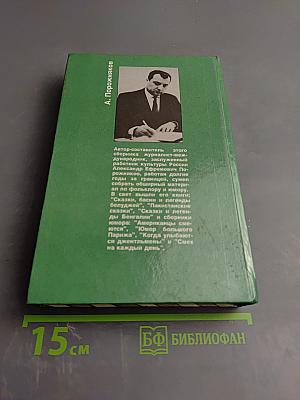 А. Порожняков
Автор-составитель этого
сборника журналист-меж-
дународник, заслуженный
работник культуры России
Александр Ефремович По-
рожняков, работая долгие
годы за границей, сумел
собрать обширный матери-
ал по фольклору и юмору.
В свет вышли его книги:
"Сказки, басни и легенды
белуджей", "Пакистанские
сказки", "Сказки и леген-
ды Бенгалии" и сборники
юмора: "Американцы сме-
ются", "Юмор большого
Парижа", "Когда улыбают-
ся джентльмены" и "Смех
на каждый день".
15 см
БФ БИБЛИОФАН